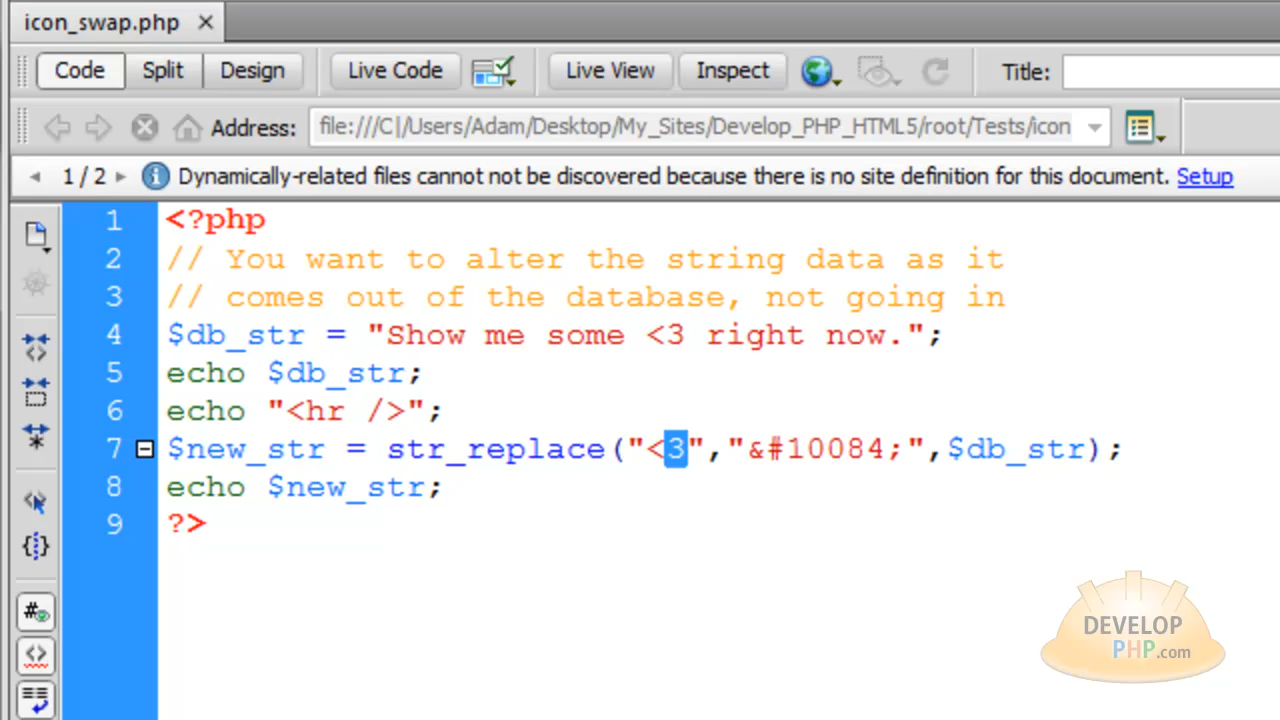 icon_swap.php
Code Split Design Live Code Live View Inspect Title:
Address: file:///C|/Users/Adam/Desktop/My_Sites/Develop_PHP_HTML5/root/Tests/icon
1 / 2 Dynamically-related files cannot not be discovered because there is no site definition for this document. Setup
1 <?php
2 // You want to alter the string data as it
3 // comes out of the database, not going in
4 $db_str = "Show me some <3 right now.";
5 echo $db_str;
6 echo "<hr />";
7 $new_str = str_replace("<3","&#10084;",$db_str);
8 echo $new_str;
9 ?>
DEVELOP
PHP.com